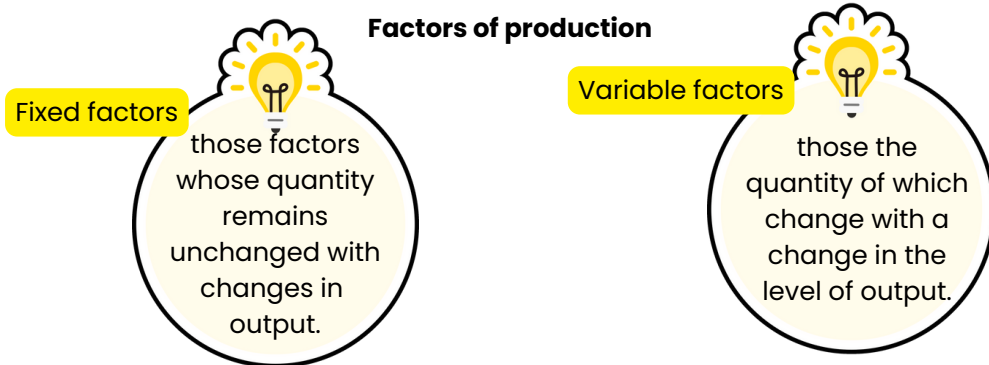 Factors of production
Fixed factors
those factors
whose quantity
remains
unchanged with
changes in
output.
Variable factors
those the
quantity of which
change with a
change in the
level of output.